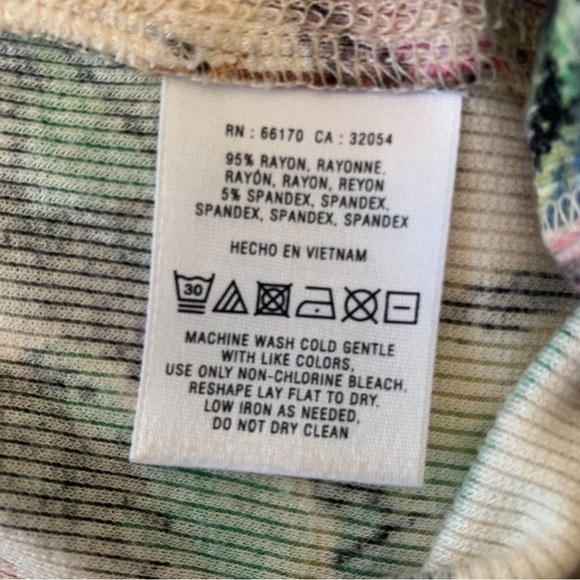 RN : 66170 CA : 32054
95% RAYON, RAYONNE,
RAYÓN, RAYON, REYON
5% SPANDEX, SPANDEX,
SPANDEX, SPANDEX, SPANDEX
HECHO EN VIETNAM
30
MACHINE WASH COLD GENTLE
WITH LIKE COLORS,
USE ONLY NON-CHLORINE BLEACH.
RESHAPE LAY FLAT TO DRY.
LOW IRON AS NEEDED,
DO NOT DRY CLEAN